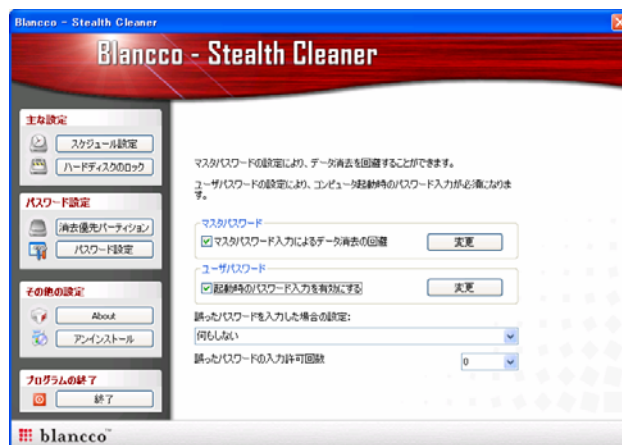 Blancco - Stealth Cleaner
Blancco - Stealth Cleaner
主な設定
スケジュール設定
ハードディスクのロック
パスワード設定
消去優先パーティション
パスワード設定
その他の設定
About
アンインストール
プログラムの終了
終了
マスタパスワードの設定により、データ消去を回避することができます。
ユーザパスワードの設定により、コンピュータ起動時のパスワード入力が必須になりま
す。
マスタパスワード
マスタパスワード入力によるデータ消去の回避
変更
ユーザパスワード
起動時のパスワード入力を有効にする
変更
誤ったパスワードを入力した場合の設定:
何もしない
誤ったパスワードの入力許可回数
0
blancco™